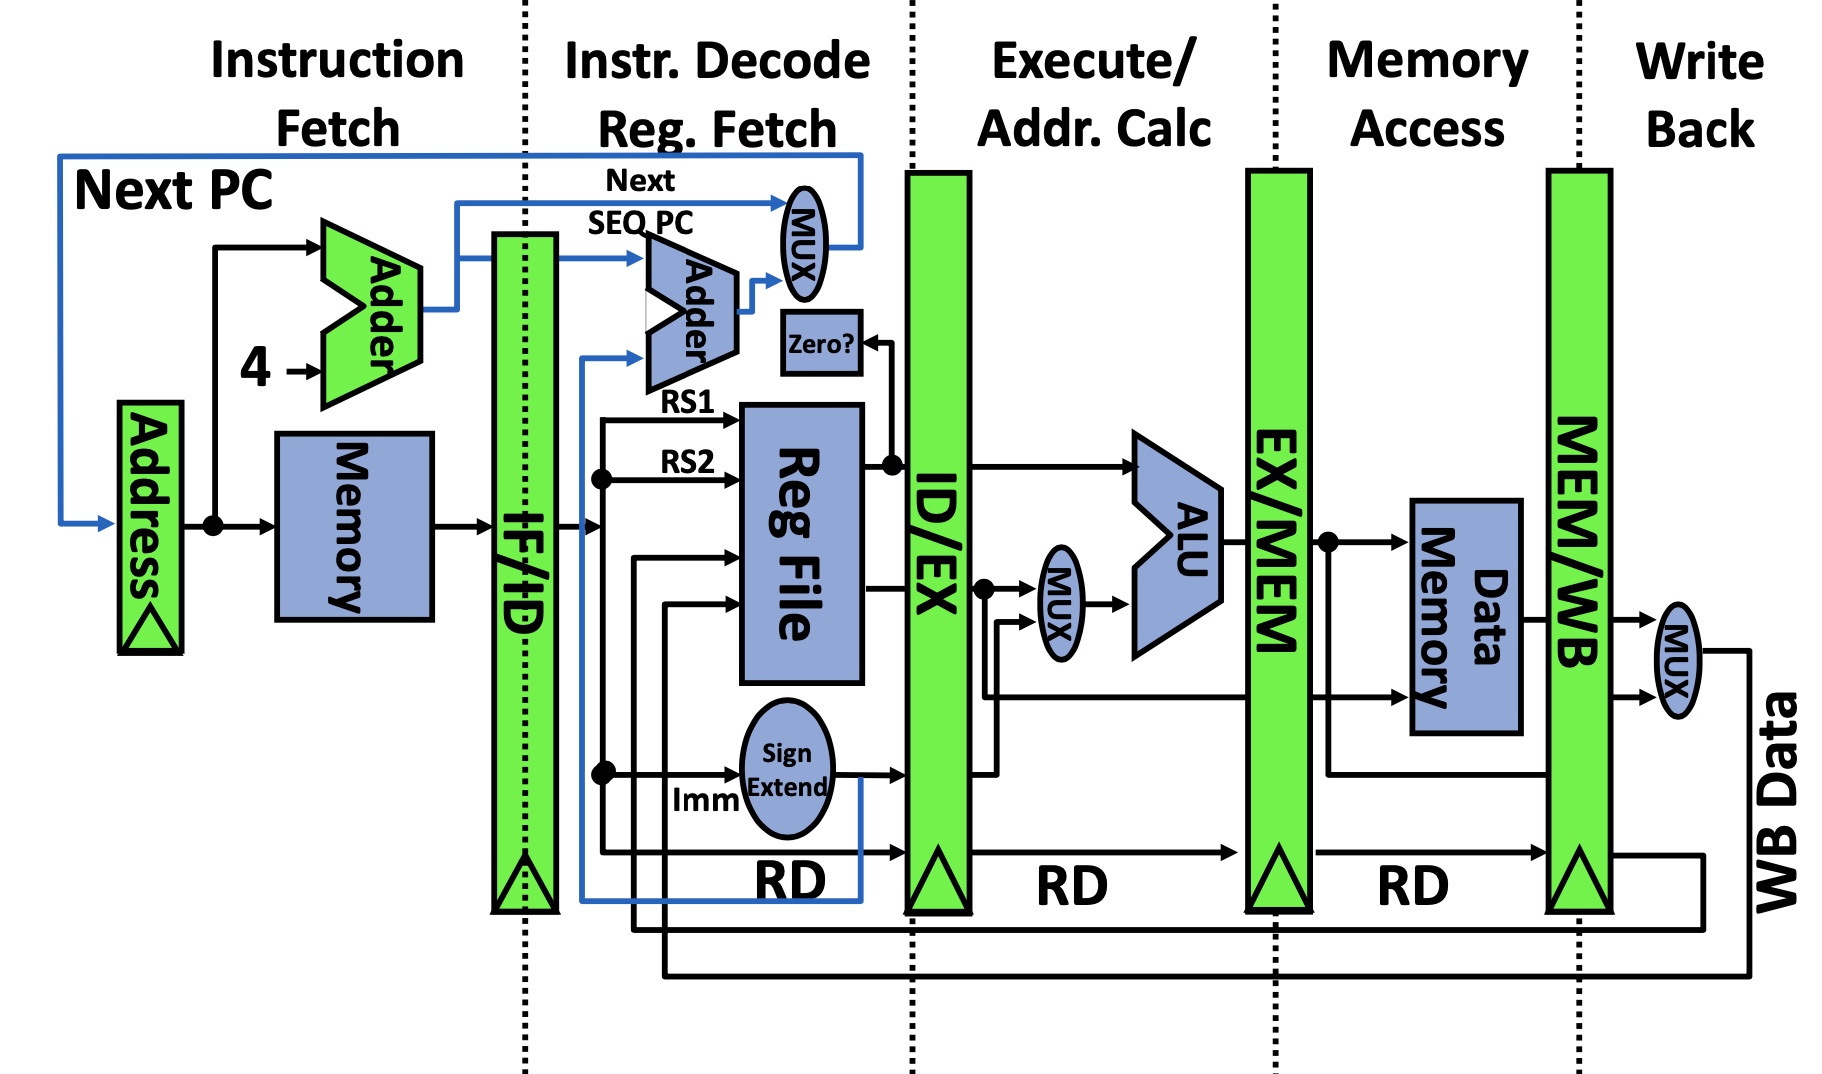 Instruction
Fetch
Instr. Decode
Reg. Fetch
Execute/
Addr. Calc
Memory
Access
Write
Back
Next PC
Next
SEQ PC
MUX
Adder
Adder
4
Zero?
Address
Memory
IF/ID
RS1
RS2
Reg File
ID/EX
MUX
ALU
EX/MEM
Data
Memory
MEM/WB
MUX
Sign
Extend
Imm
RD
RD
RD
WB Data